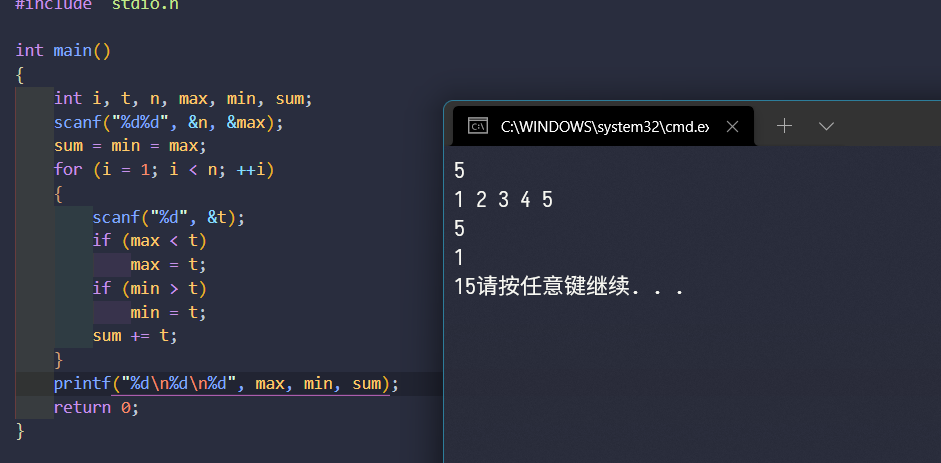 #include "stdio.h
int main()
{
int i, t, n, max, min, sum;
scanf("%d%d", &n, &max);
sum = min = max;
for (i = 1; i < n; ++i)
{
scanf("%d", &t);
if (max < t)
max = t;
if (min > t)
min = t;
sum += t;
}
printf("%d\n%d\n%d", max, min, sum);
return 0;
}
C:\WINDOWS\system32\cmd.ex
5
1 2 3 4 5
5
1
15请按任意键继续. . .